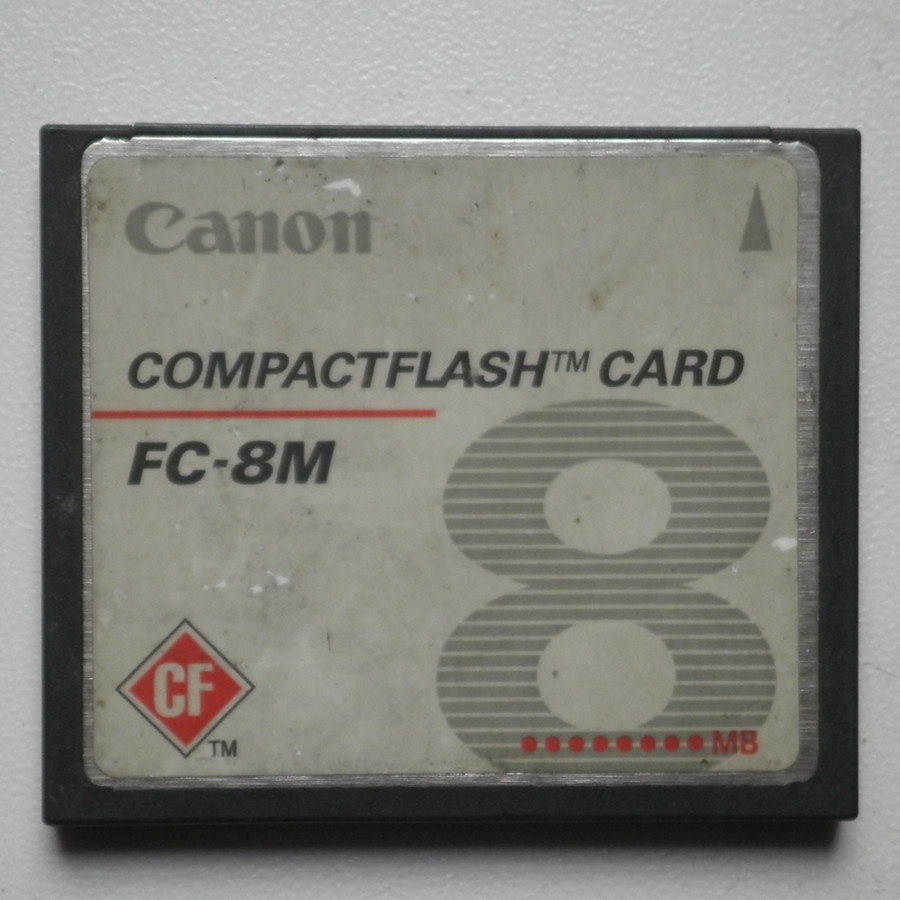 Canon
COMPACTFLASH™ CARD
FC-8M
8
CF
TM
MB